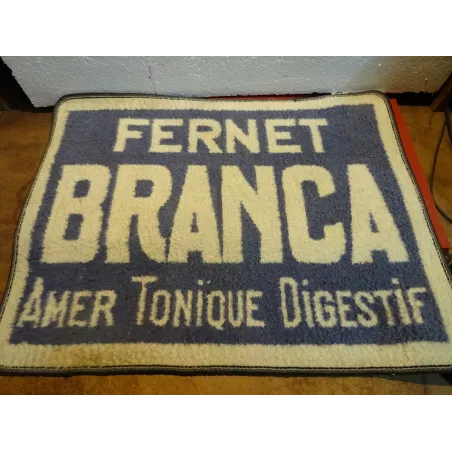 FERNET
BRANCA
AMER TONIQUE DIGESTIF